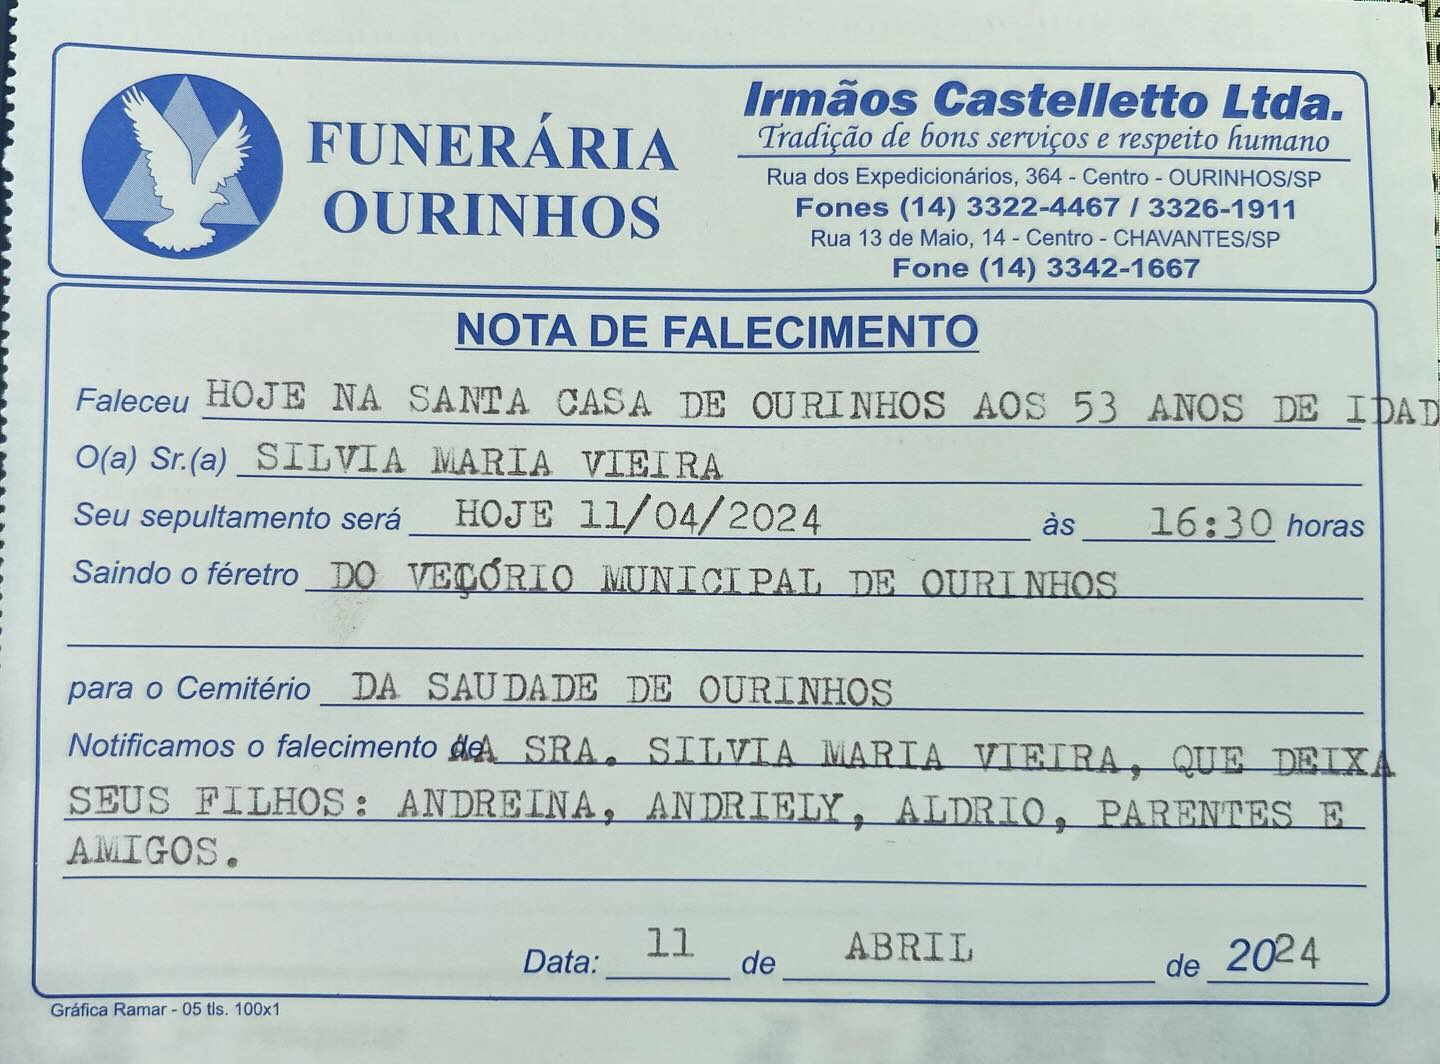 FUNERÁRIA
OURINHOS
Irmãos Castelletto Ltda.
Tradição de bons serviços e respeito humano
Rua dos Expedicionários, 364 - Centro - OURINHOS/SP
Fones (14) 3322-4467 / 3326-1911
Rua 13 de Maio, 14 - Centro - CHAVANTES/SP
Fone (14) 3342-1667
NOTA DE FALECIMENTO
Faleceu HOJE NA SANTA CASA DE OURINHOS AOS 53 ANOS DE IDAD
O(a) Sr.(a) SILVIA MARIA VIEIRA
Seu sepultamento será HOJE 11/04/2024 às 16:30 horas
Saindo o féretro DO VEÇÓRIO MUNICIPAL DE OURINHOS
para o Cemitério DA SAUDADE DE OURINHOS
Notificamos o falecimento de A SRA. SILVIA MARIA VIEIRA, QUE DEIXA
SEUS FILHOS: ANDREINA, ANDRIELY, ALDRIO, PARENTES E
AMIGOS.
Data: 11 de ABRIL de 2024
Gráfica Ramar - 05 tls. 100x1